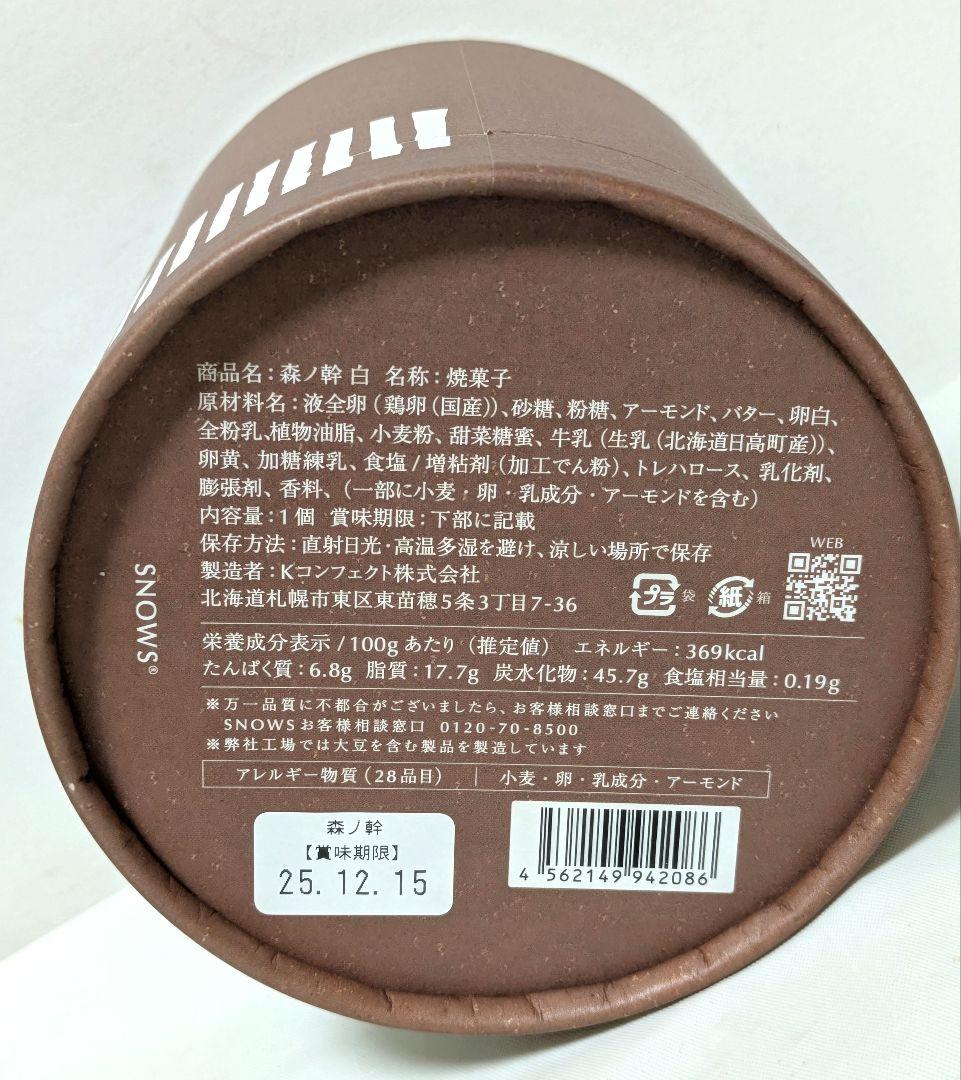 商品名：森ノ幹 白 名称：焼菓子
原材料名：液全卵（鶏卵（国産））、砂糖、粉糖、アーモンド、バター、卵白、
全粉乳、植物油脂、小麦粉、甜菜糖蜜、牛乳（生乳（北海道日高町産））、
卵黄、加糖練乳、食塩/増粘剤（加工でん粉）、トレハロース、乳化剤、
膨張剤、香料、（一部に小麦・卵・乳成分・アーモンドを含む）
内容量：1個 賞味期限：下部に記載
保存方法：直射日光・高温多湿を避け、涼しい場所で保存
製造者：Kコンフェクト株式会社
北海道札幌市東区東苗穂5条3丁目7-36
プラ 袋 紙 箱
WEB
SNOWS®
栄養成分表示/100gあたり（推定値） エネルギー：369kcal
たんぱく質：6.8g 脂質：17.7g 炭水化物：45.7g 食塩相当量：0.19g
※万一品質に不都合がございましたら、お客様相談窓口までご連絡ください
SNOWSお客様相談窓口 0120-70-8500
※弊社工場では大豆を含む製品を製造しています
アレルギー物質（28品目） 小麦・卵・乳成分・アーモンド
森ノ幹
【賞味期限】
25.12.15
4 562149 942086